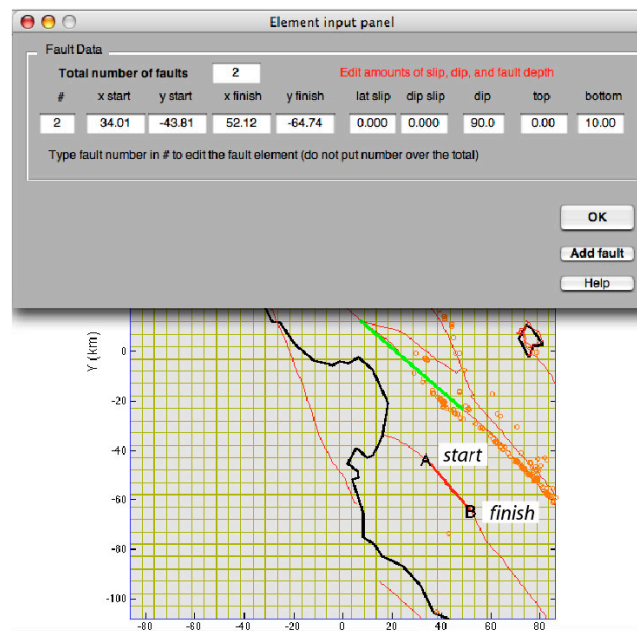 Element input panel
Fault Data
Total number of faults 2 Edit amounts of slip, dip, and fault depth
# x start y start x finish y finish lat slip dip slip dip top bottom
2 34.01 -43.81 52.12 -64.74 0.000 0.000 90.0 0.00 10.00
Type fault number in # to edit the fault element (do not put number over the total)
OK
Add fault
Help
Y (km)
0
-20
-40
-60
-80
-100
A start
B finish
-80 -60 -40 -20 0 20 40 60 80